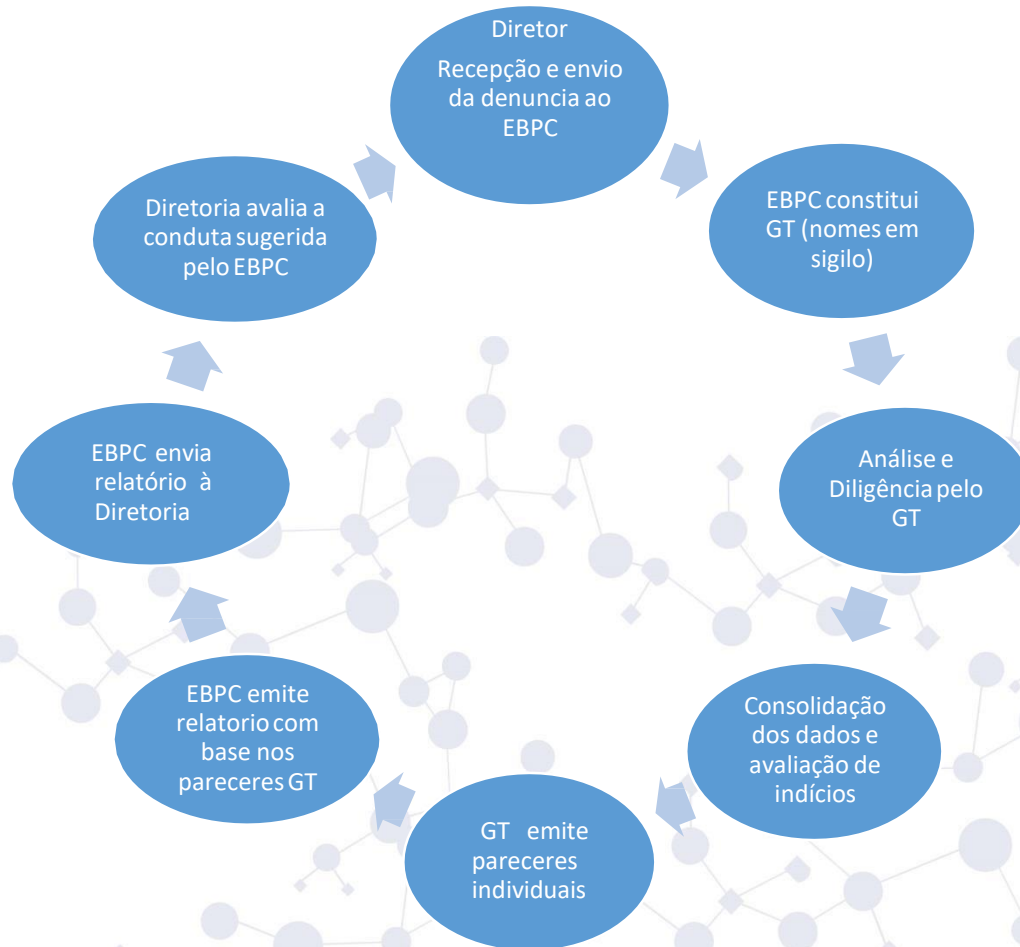 Diretor
Recepção e envio
da denuncia ao
EBPC
EBPC constitui
GT (nomes em
sigilo)
Análise e
Diligência pelo
GT
Consolidação
dos dados e
avaliação de
indícios
GT emite
pareceres
individuais
EBPC emite
relatorio com
base nos
pareceres GT
EBPC envia
relatório à
Diretoria
Diretoria avalia a
conduta sugerida
pelo EBPC